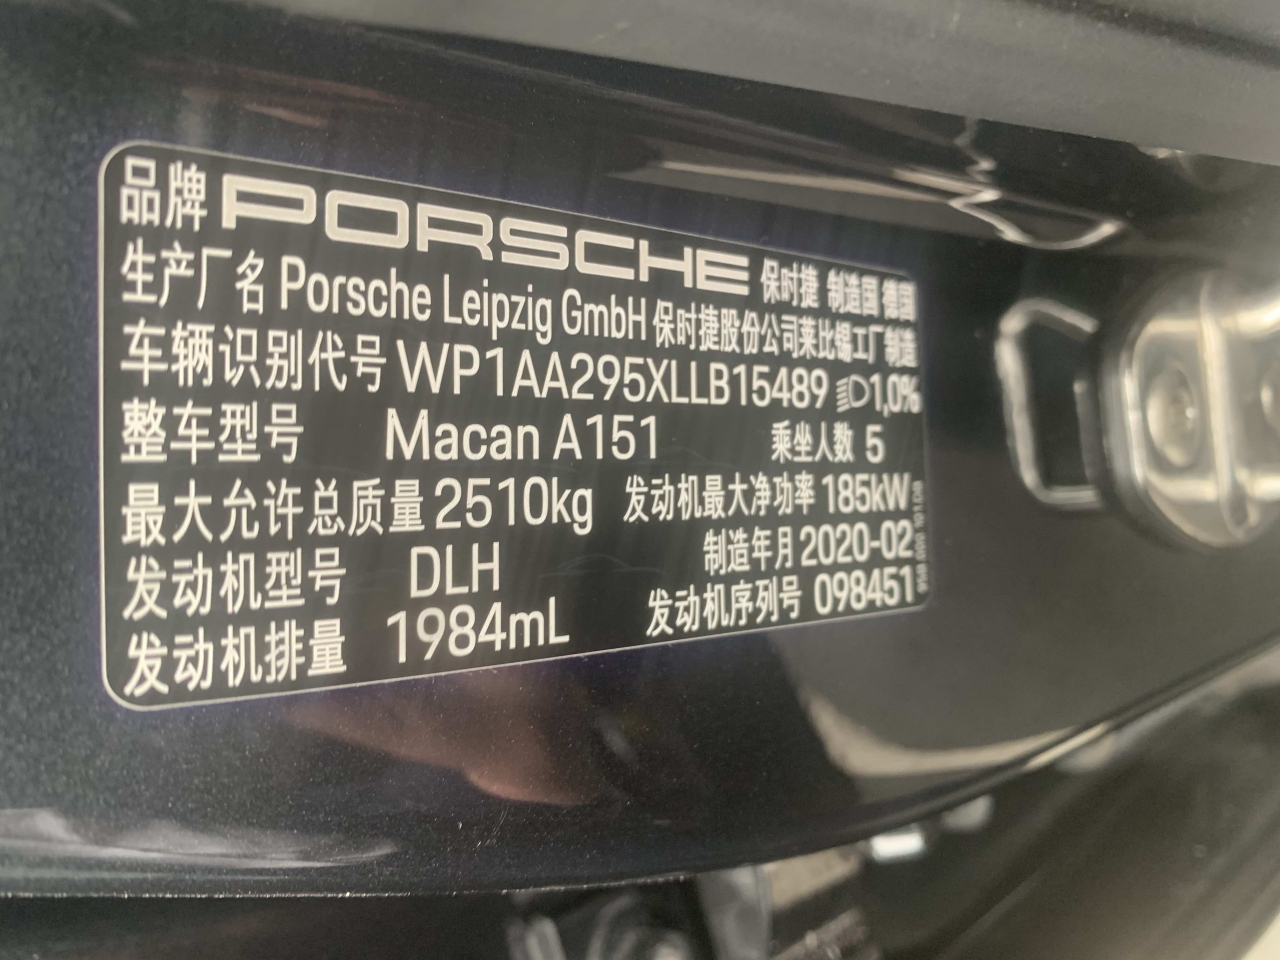 品牌 PORSCHE 保时捷 制造国 德国
生产厂名 Porsche Leipzig GmbH 保时捷股份公司莱比锡工厂制造
车辆识别代号 WP1AA295XLLB15489 1,0%
整车型号 Macan A151 乘坐人数 5
最大允许总质量 2510kg 发动机最大净功率 185kW
发动机型号 DLH 制造年月 2020-02
发动机排量 1984mL 发动机序列号 098451